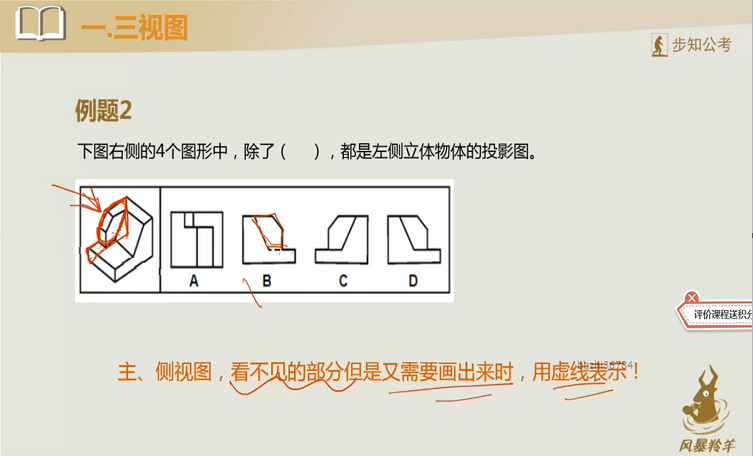 一.三视图
步知公考
例题2
下图右侧的4个图形中，除了（ ），都是左侧立体物体的投影图。
A B C D
评价课程送积分
主、侧视图，看不见的部分但是又需要画出来时，用虚线表示！
风暴羚羊